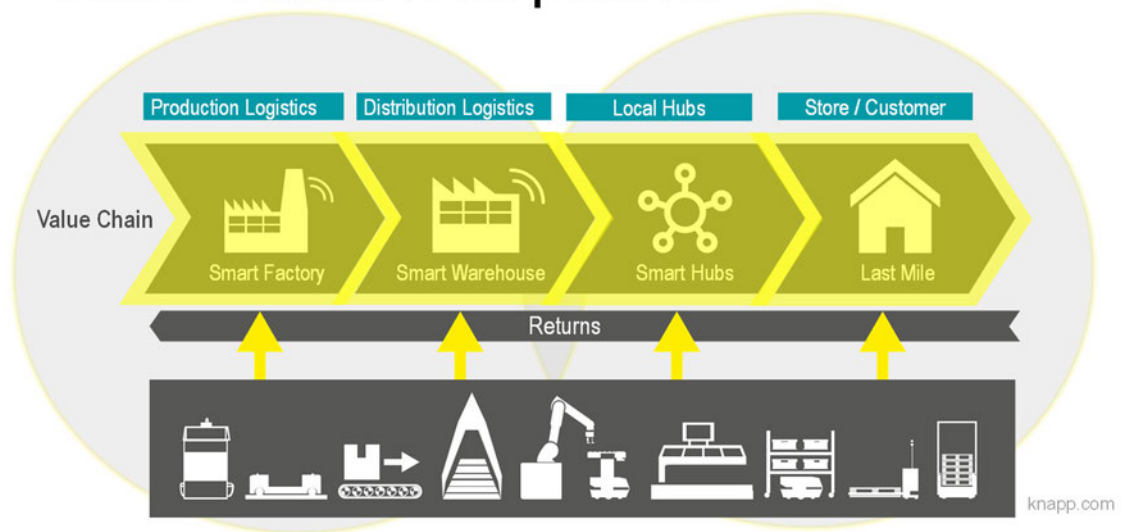 Production Logistics
Distribution Logistics
Local Hubs
Store / Customer
Value Chain
Smart Factory
Smart Warehouse
Smart Hubs
Last Mile
Returns
knapp.com